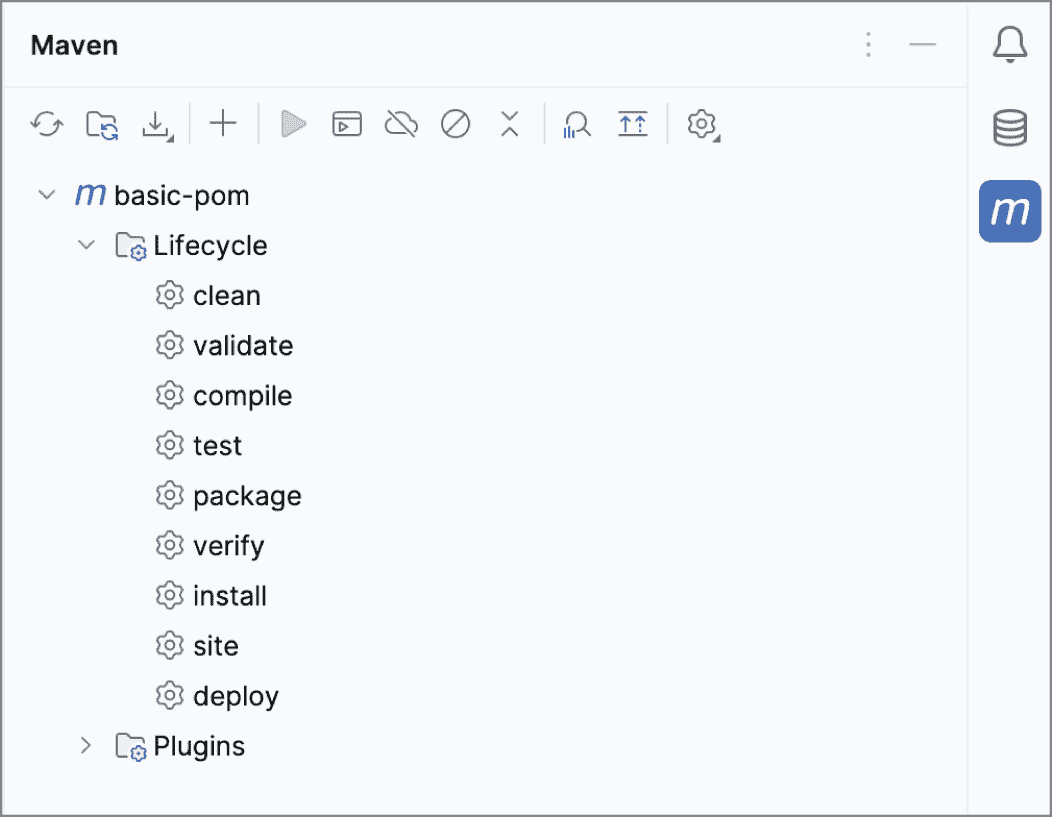 Maven
m basic-pom
Lifecycle
clean
validate
compile
test
package
verify
install
site
deploy
Plugins
m